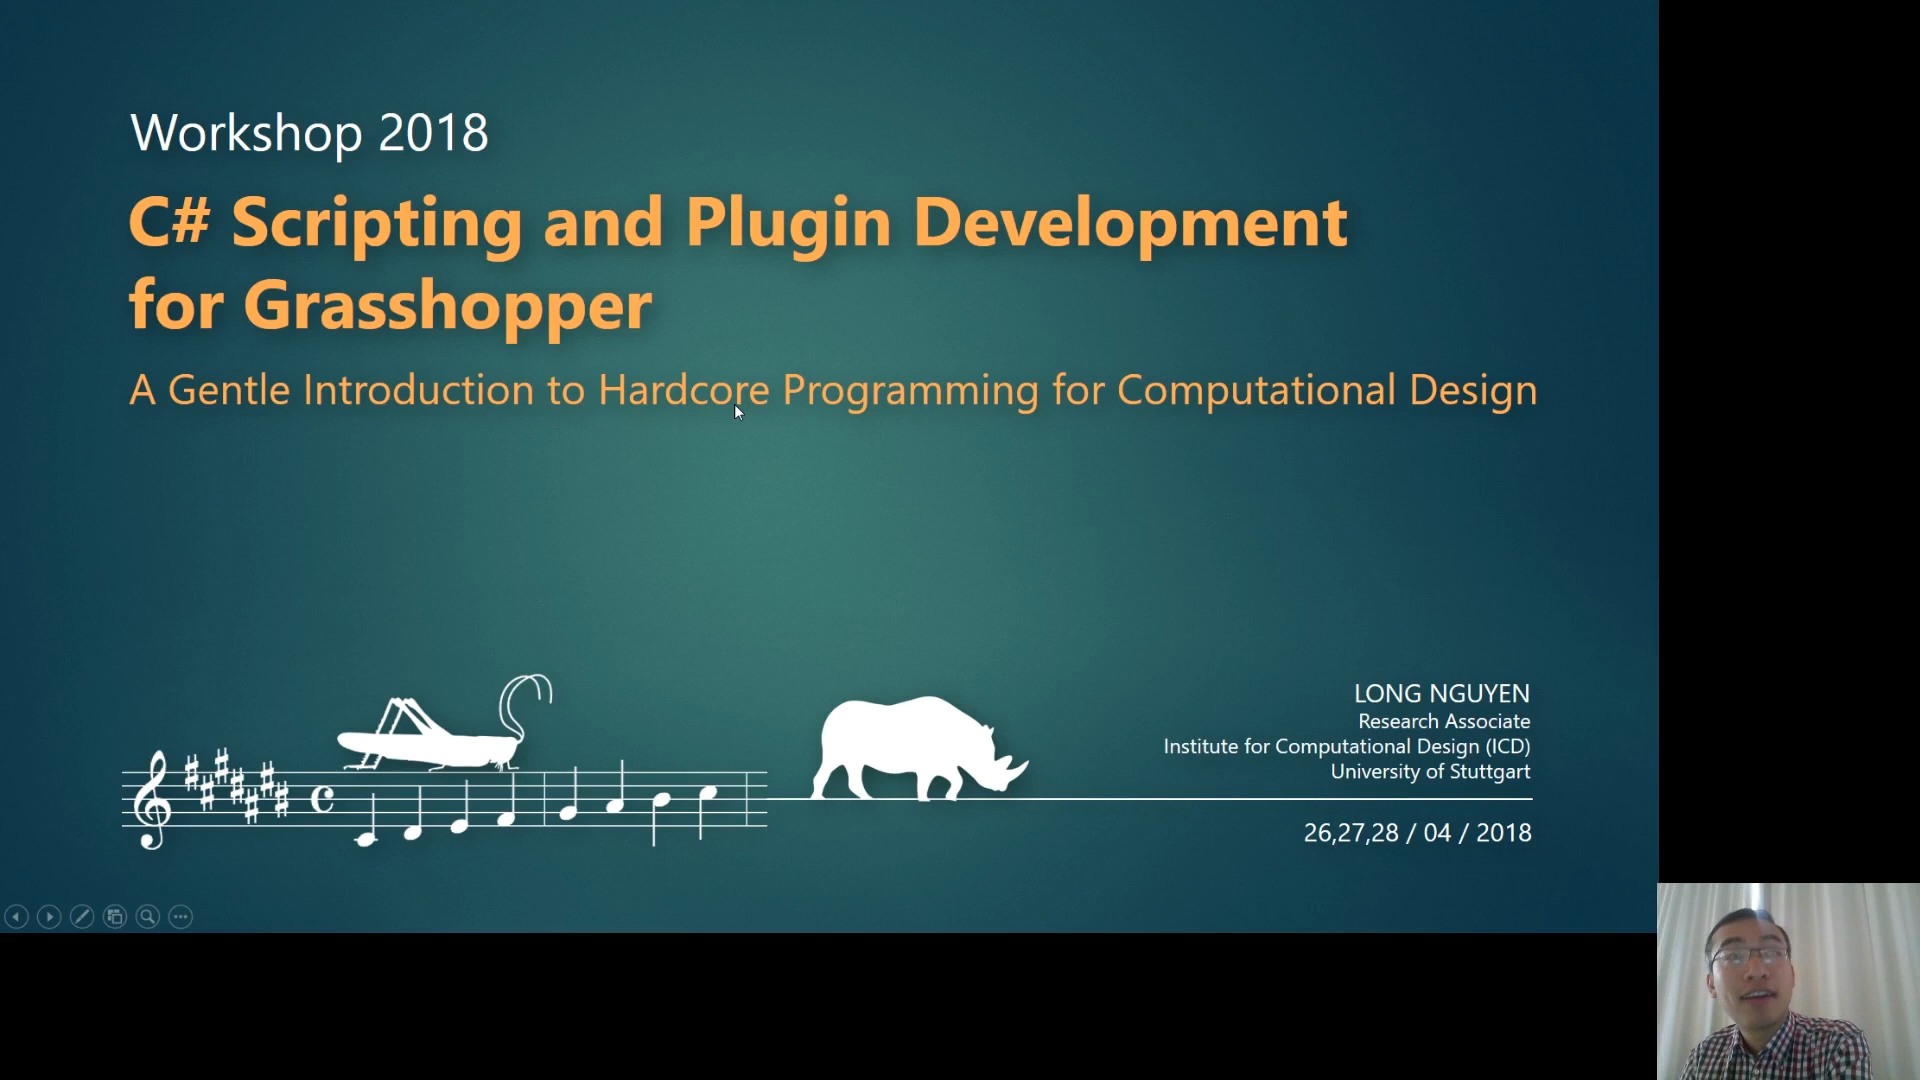 Workshop 2018
C# Scripting and Plugin Development
for Grasshopper
A Gentle Introduction to Hardcore Programming for Computational Design
LONG NGUYEN
Research Associate
Institute for Computational Design (ICD)
University of Stuttgart
26,27,28 / 04 / 2018